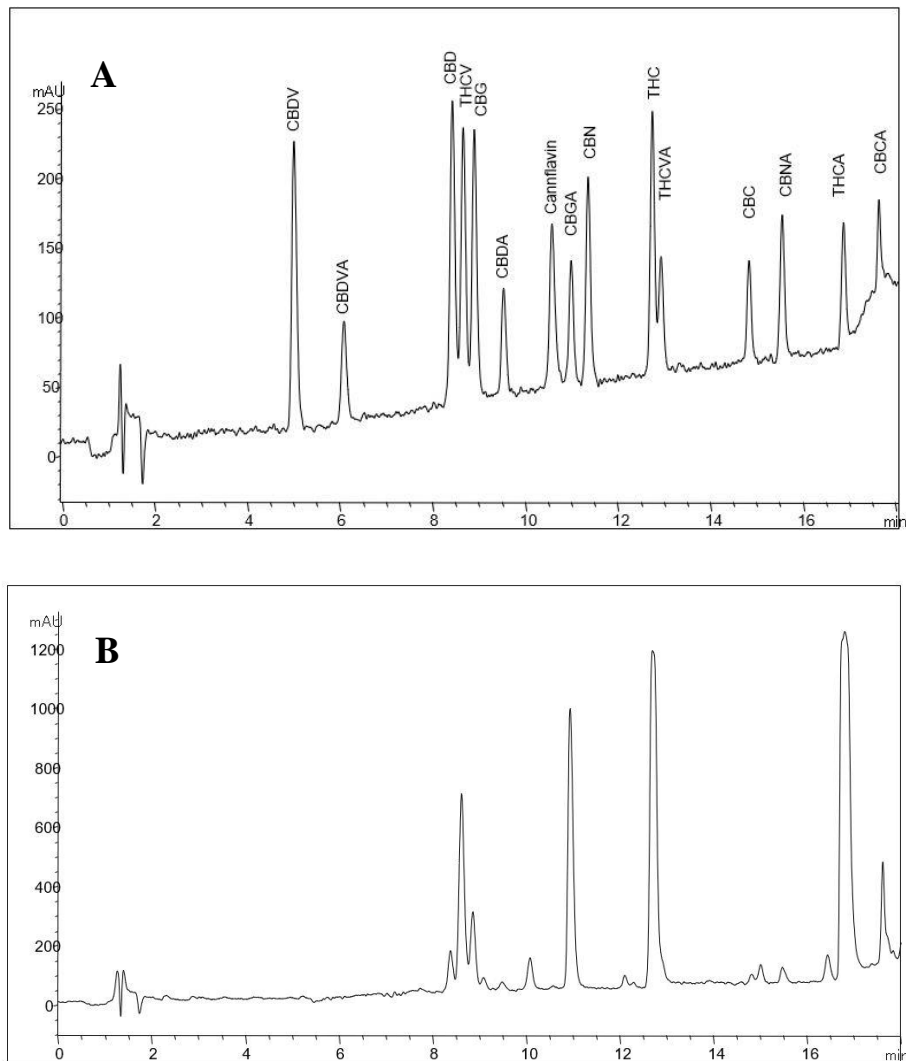 A
mAU
250
200
150
100
50
0
CBDV
CBDVA
CBD
THCV
CBG
CBDA
Cannflavin
CBGA
CBN
THC
THCVA
CBC
CBNA
THCA
CBCA
0 2 4 6 8 10 12 14 16 min
B
mAU
1200
1000
800
600
400
200
0
0 2 4 6 8 10 12 14 16 min